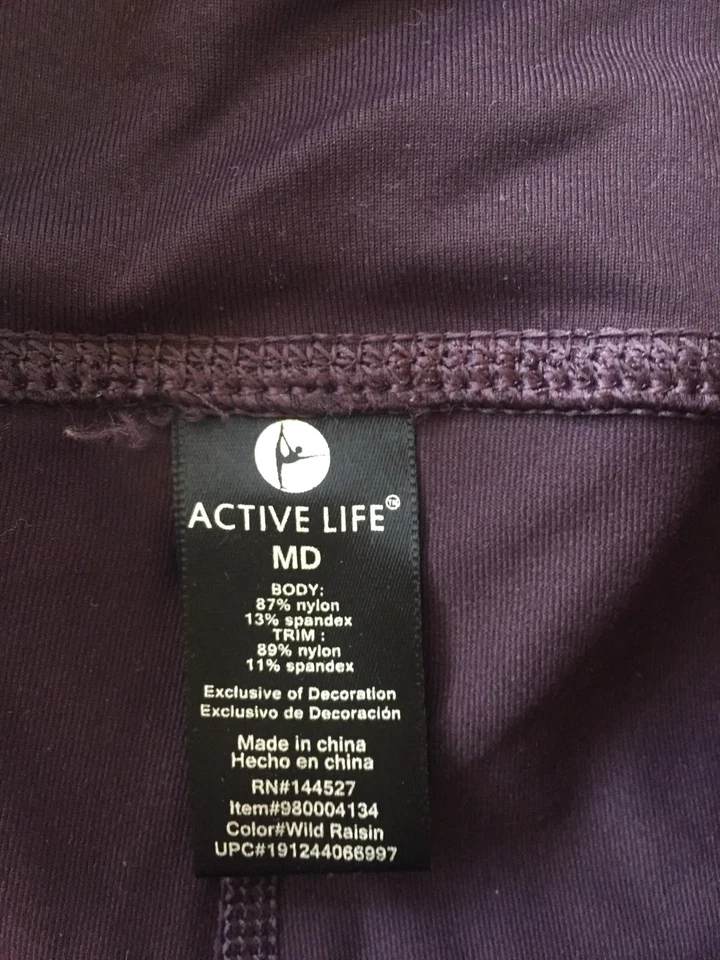 ACTIVE LIFE™
MD
BODY:
87% nylon
13% spandex
TRIM :
89% nylon
11% spandex
Exclusive of Decoration
Exclusivo de Decoración
Made in china
Hecho en china
RN#144527
Item#980004134
Color#Wild Raisin
UPC#191244066997